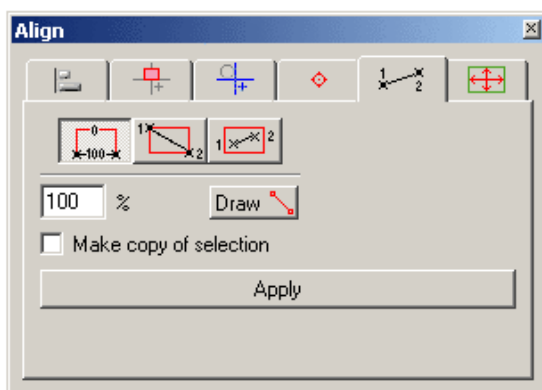 Align
1 2
0 100 1 2 1 2
100 % Draw
Make copy of selection
Apply